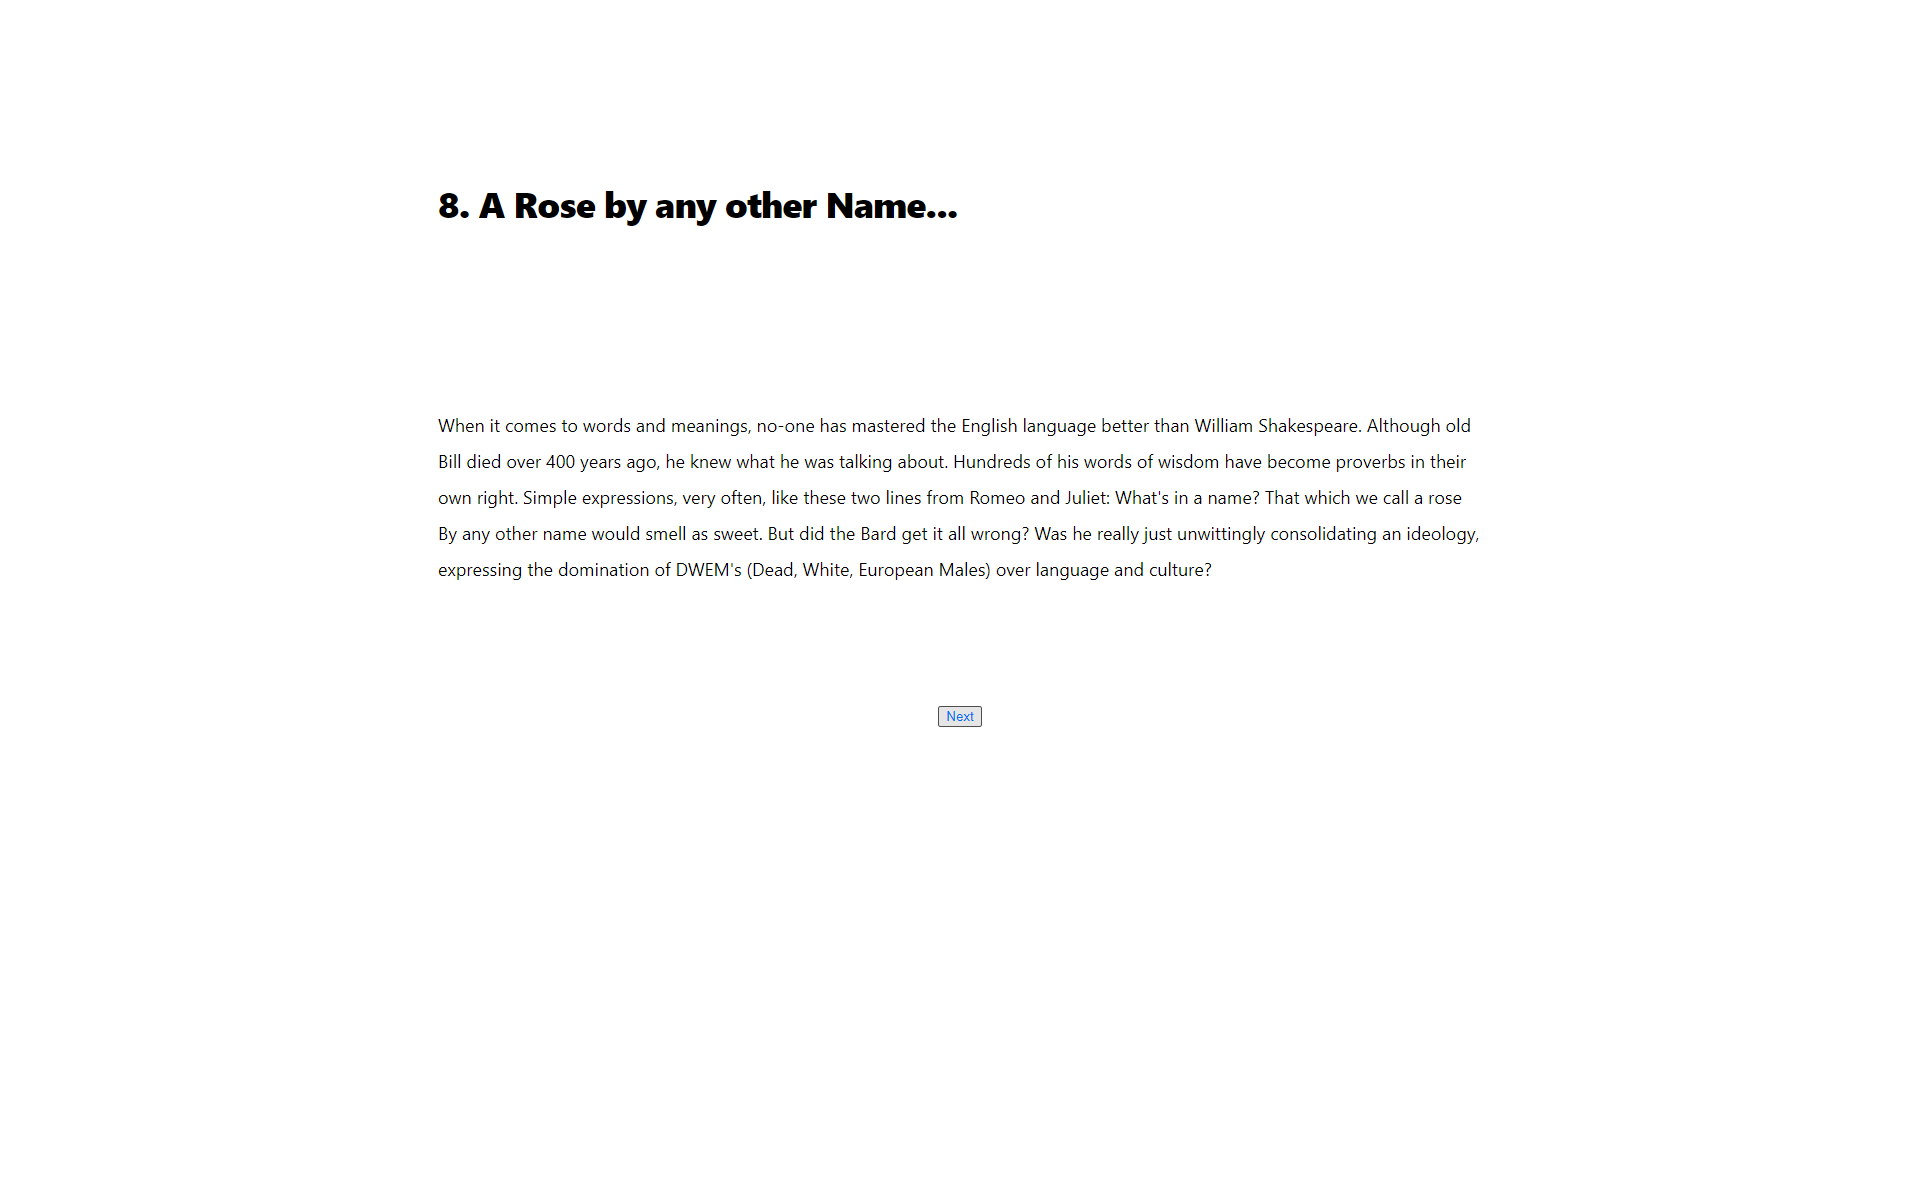 8. A Rose by any other Name...
When it comes to words and meanings, no-one has mastered the English language better than William Shakespeare. Although old
Bill died over 400 years ago, he knew what he was talking about. Hundreds of his words of wisdom have become proverbs in their
own right. Simple expressions, very often, like these two lines from Romeo and Juliet: What's in a name? That which we call a rose
By any other name would smell as sweet. But did the Bard get it all wrong? Was he really just unwittingly consolidating an ideology,
expressing the domination of DWEM's (Dead, White, European Males) over language and culture?
Next